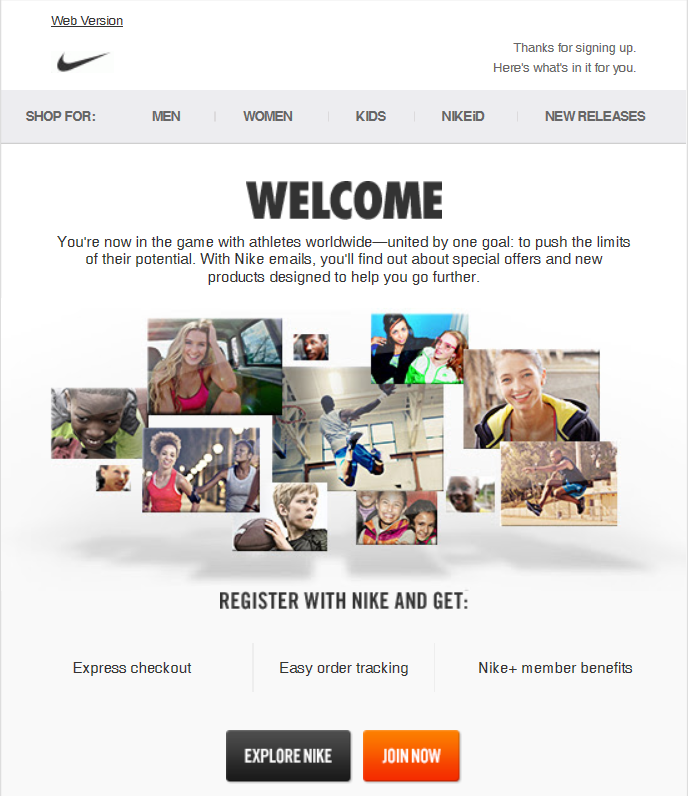 Web Version
Thanks for signing up.
Here's what's in it for you.
SHOP FOR: MEN WOMEN KIDS NIKEiD NEW RELEASES
WELCOME
You're now in the game with athletes worldwide—united by one goal: to push the limits
of their potential. With Nike emails, you'll find out about special offers and new
products designed to help you go further.
REGISTER WITH NIKE AND GET:
Express checkout Easy order tracking Nike+ member benefits
EXPLORE NIKE JOIN NOW